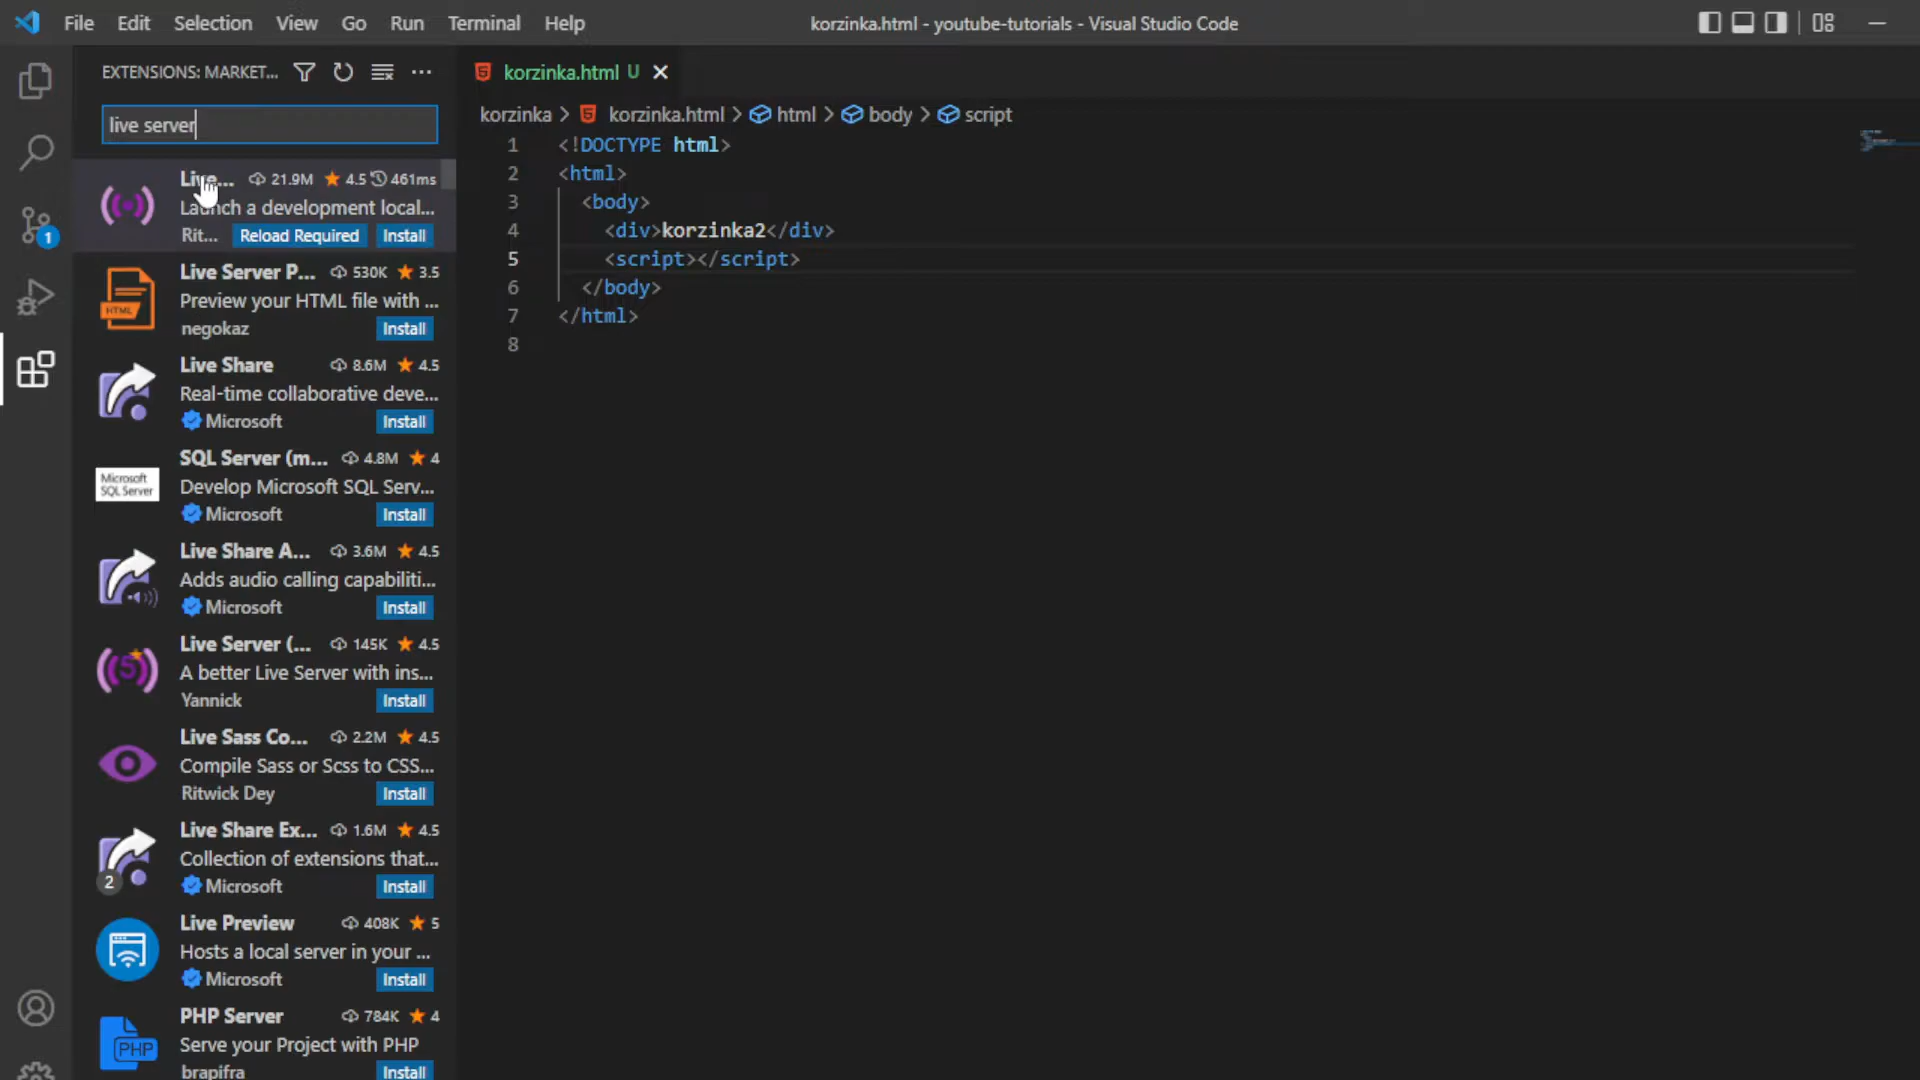 File Edit Selection View Go Run Terminal Help
korzinka.html - youtube-tutorials - Visual Studio Code
EXTENSIONS: MARKET...
live server
Live... 21.9M 4.5 461ms
Launch a development local...
Rit... Reload Required Install
Live Server P... 530K 3.5
Preview your HTML file with ...
negokaz Install
HTML
Live Share 8.6M 4.5
Real-time collaborative deve...
Microsoft Install
SQL Server (m... 4.8M 4
Develop Microsoft SQL Serv...
Microsoft Install
Microsoft
SQL Server
Live Share A... 3.6M 4.5
Adds audio calling capabiliti...
Microsoft Install
Live Server (... 145K 4.5
A better Live Server with ins...
Yannick Install
5
Live Sass Co... 2.2M 4.5
Compile Sass or Scss to CSS...
Ritwick Dey Install
Live Share Ex... 1.6M 4.5
Collection of extensions that...
Microsoft Install
2
Live Preview 408K 5
Hosts a local server in your ...
Microsoft Install
PHP Server 784K 4
Serve your Project with PHP
brapifra Install
PHP
1
korzinka.html U
korzinka > korzinka.html > html > body > script
1 <!DOCTYPE html>
2 <html>
3 <body>
4 <div>korzinka2</div>
5 <script></script>
6 </body>
7 </html>
8